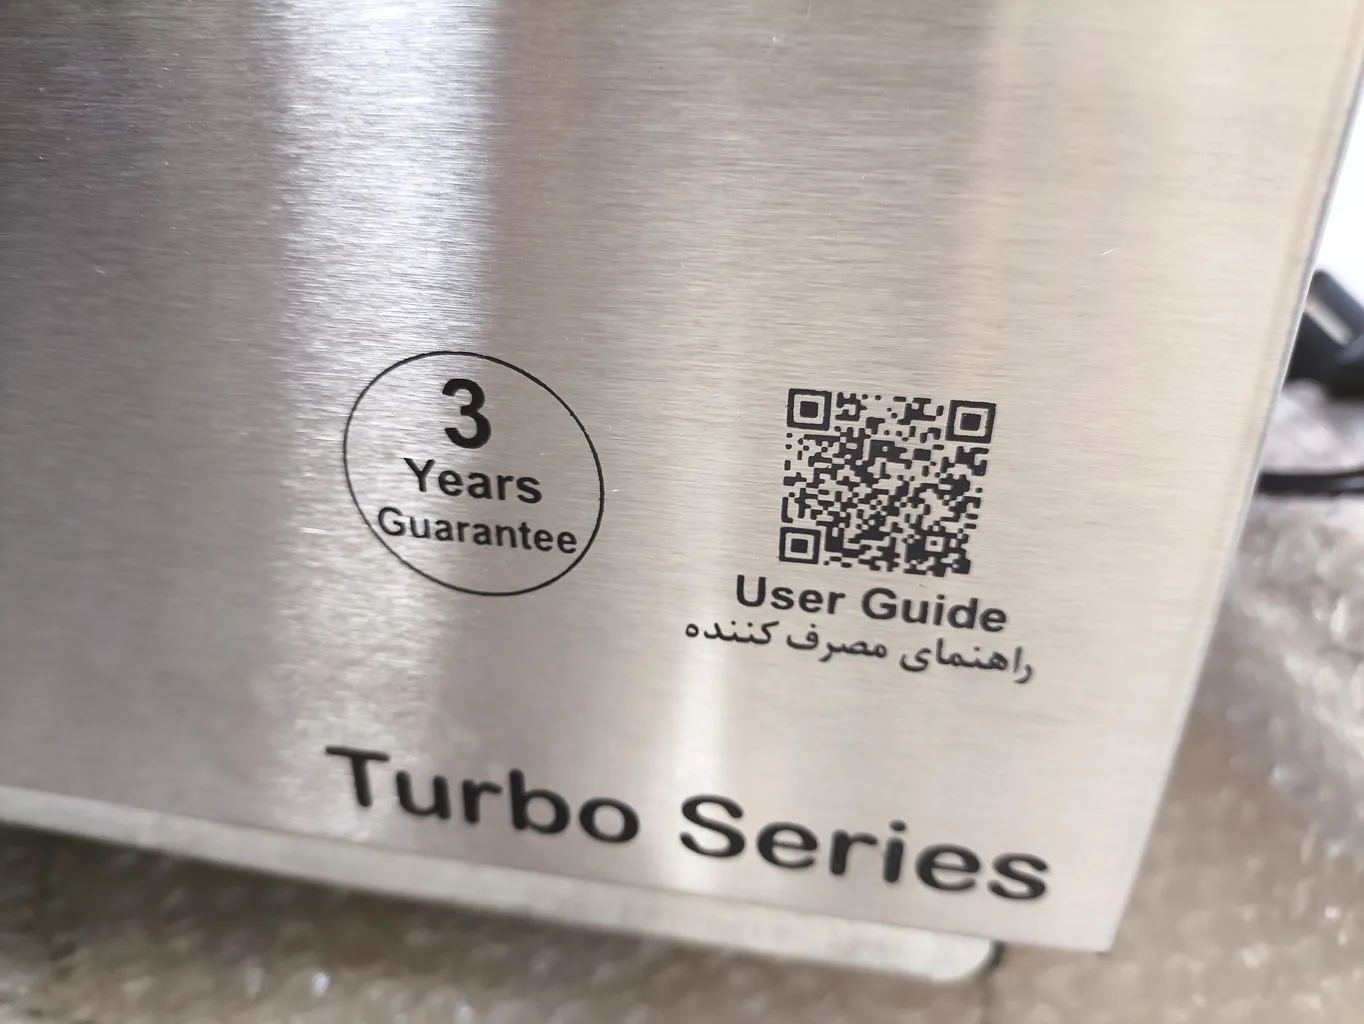 3
Years
Guarantee
User Guide
راهنمای مصرف کننده
Turbo Series